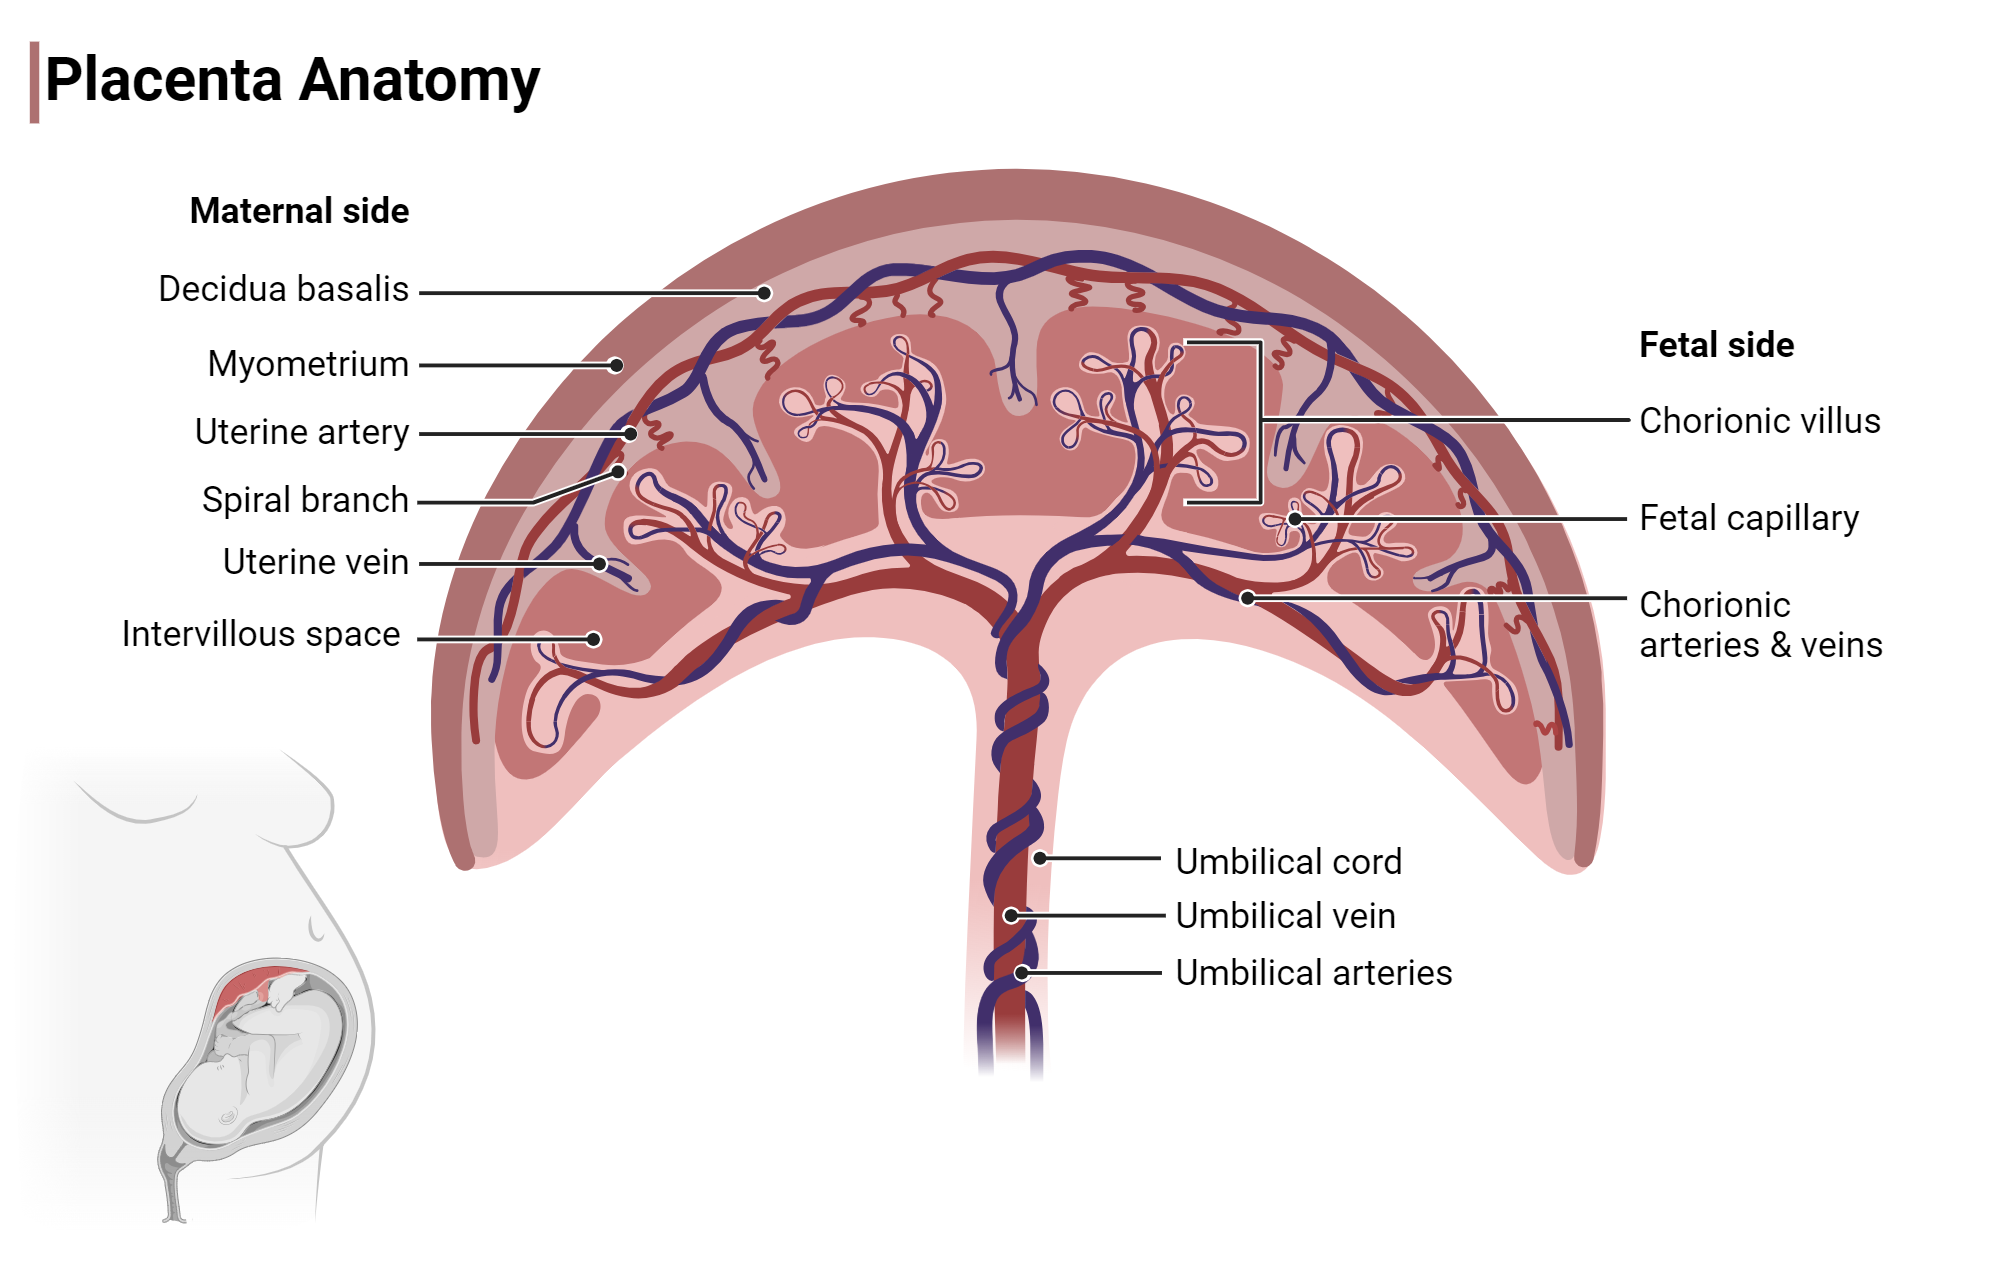 Placenta Anatomy
Maternal side
Decidua basalis
Myometrium
Uterine artery
Spiral branch
Uterine vein
Intervillous space
Fetal side
Chorionic villus
Fetal capillary
Chorionic
arteries & veins
Umbilical cord
Umbilical vein
Umbilical arteries